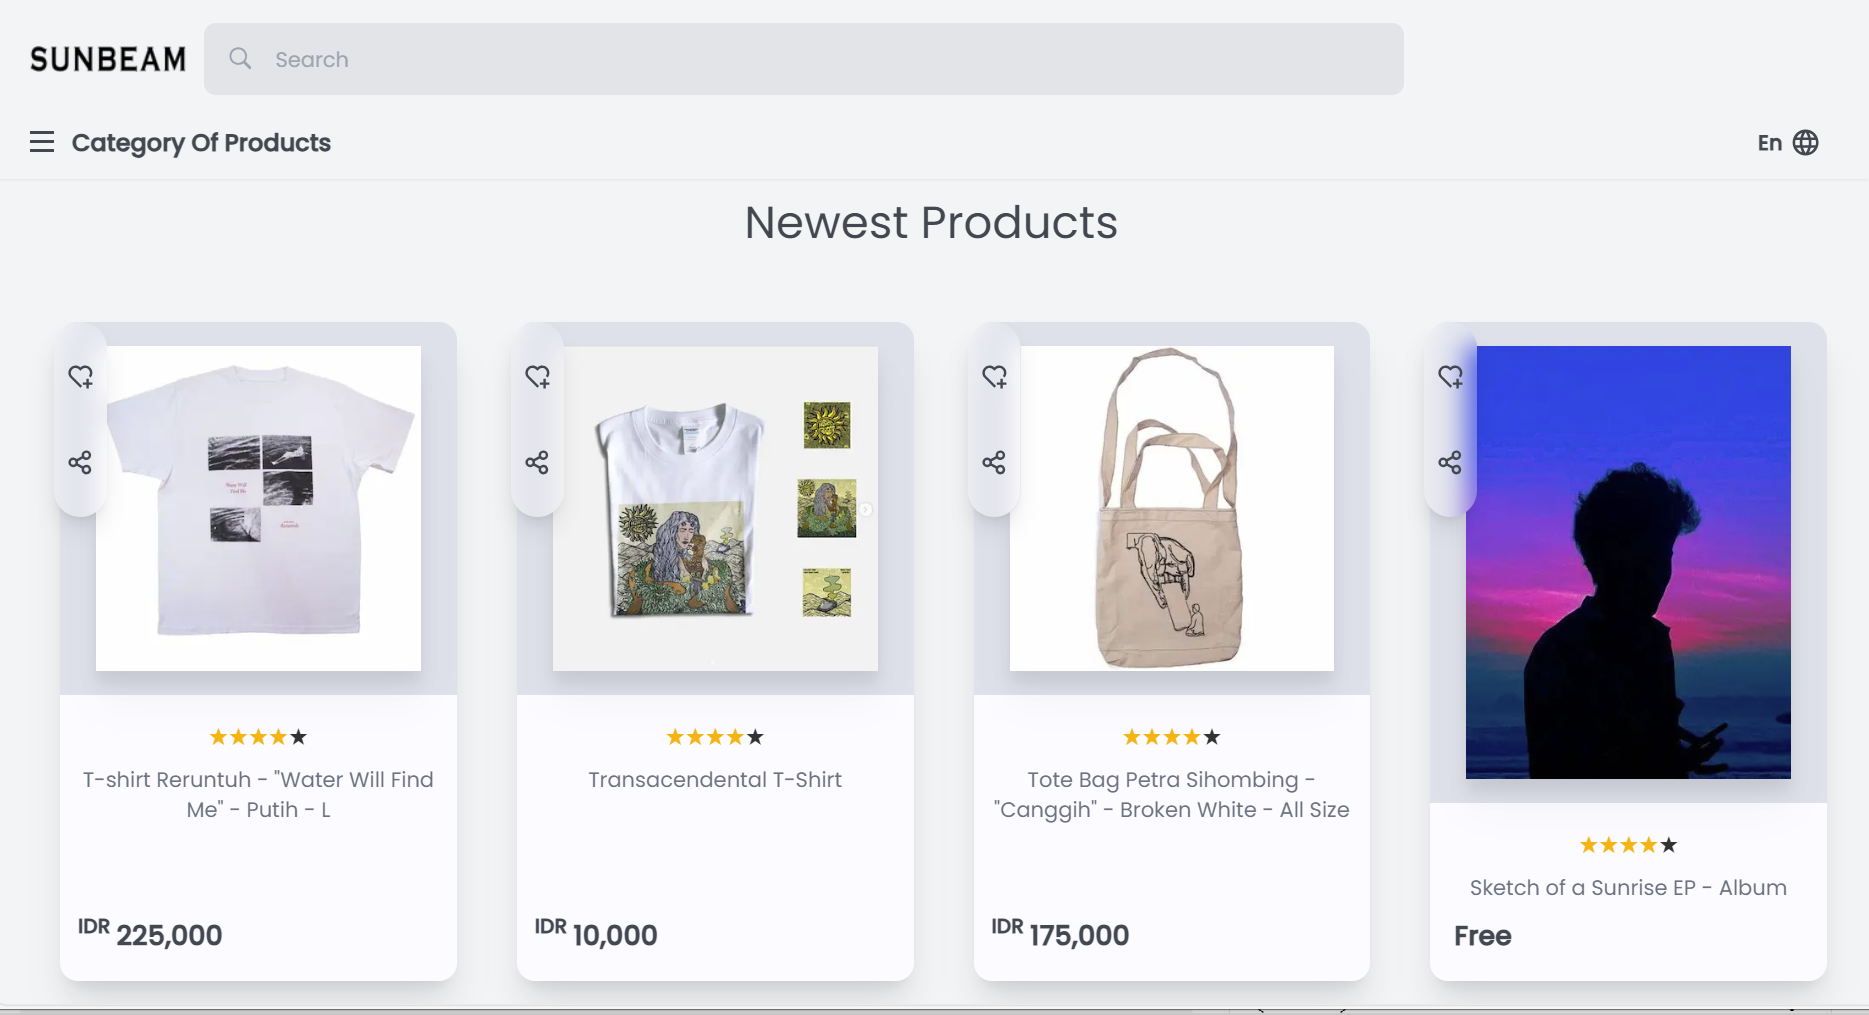 SUNBEAM
Search
Category Of Products
En
Newest Products
T-shirt Reruntuh - "Water Will Find
Me" - Putih - L
IDR 225,000
Transacendental T-Shirt
IDR 10,000
Tote Bag Petra Sihombing -
"Canggih" - Broken White - All Size
IDR 175,000
Sketch of a Sunrise EP - Album
Free